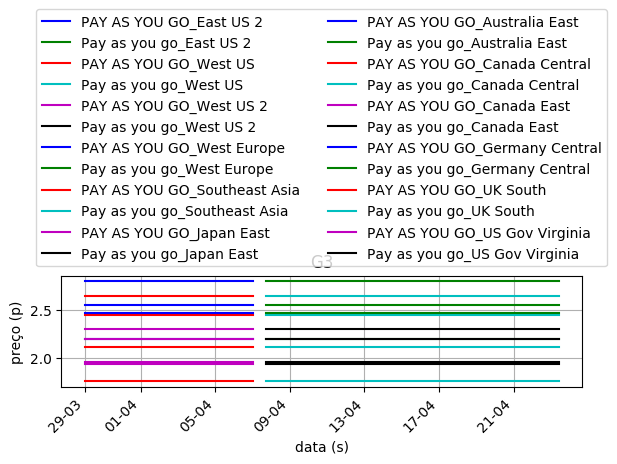 PAY AS YOU GO_East US 2
Pay as you go_East US 2
PAY AS YOU GO_West US
Pay as you go_West US
PAY AS YOU GO_West US 2
Pay as you go_West US 2
PAY AS YOU GO_West Europe
Pay as you go_West Europe
PAY AS YOU GO_Southeast Asia
Pay as you go_Southeast Asia
PAY AS YOU GO_Japan East
Pay as you go_Japan East
PAY AS YOU GO_Australia East
Pay as you go_Australia East
PAY AS YOU GO_Canada Central
Pay as you go_Canada Central
PAY AS YOU GO_Canada East
Pay as you go_Canada East
PAY AS YOU GO_Germany Central
Pay as you go_Germany Central
PAY AS YOU GO_UK South
Pay as you go_UK South
PAY AS YOU GO_US Gov Virginia
Pay as you go_US Gov Virginia
G3
preço (p)
2.5
2.0
29-03
01-04
05-04
09-04
13-04
17-04
21-04
data (s)